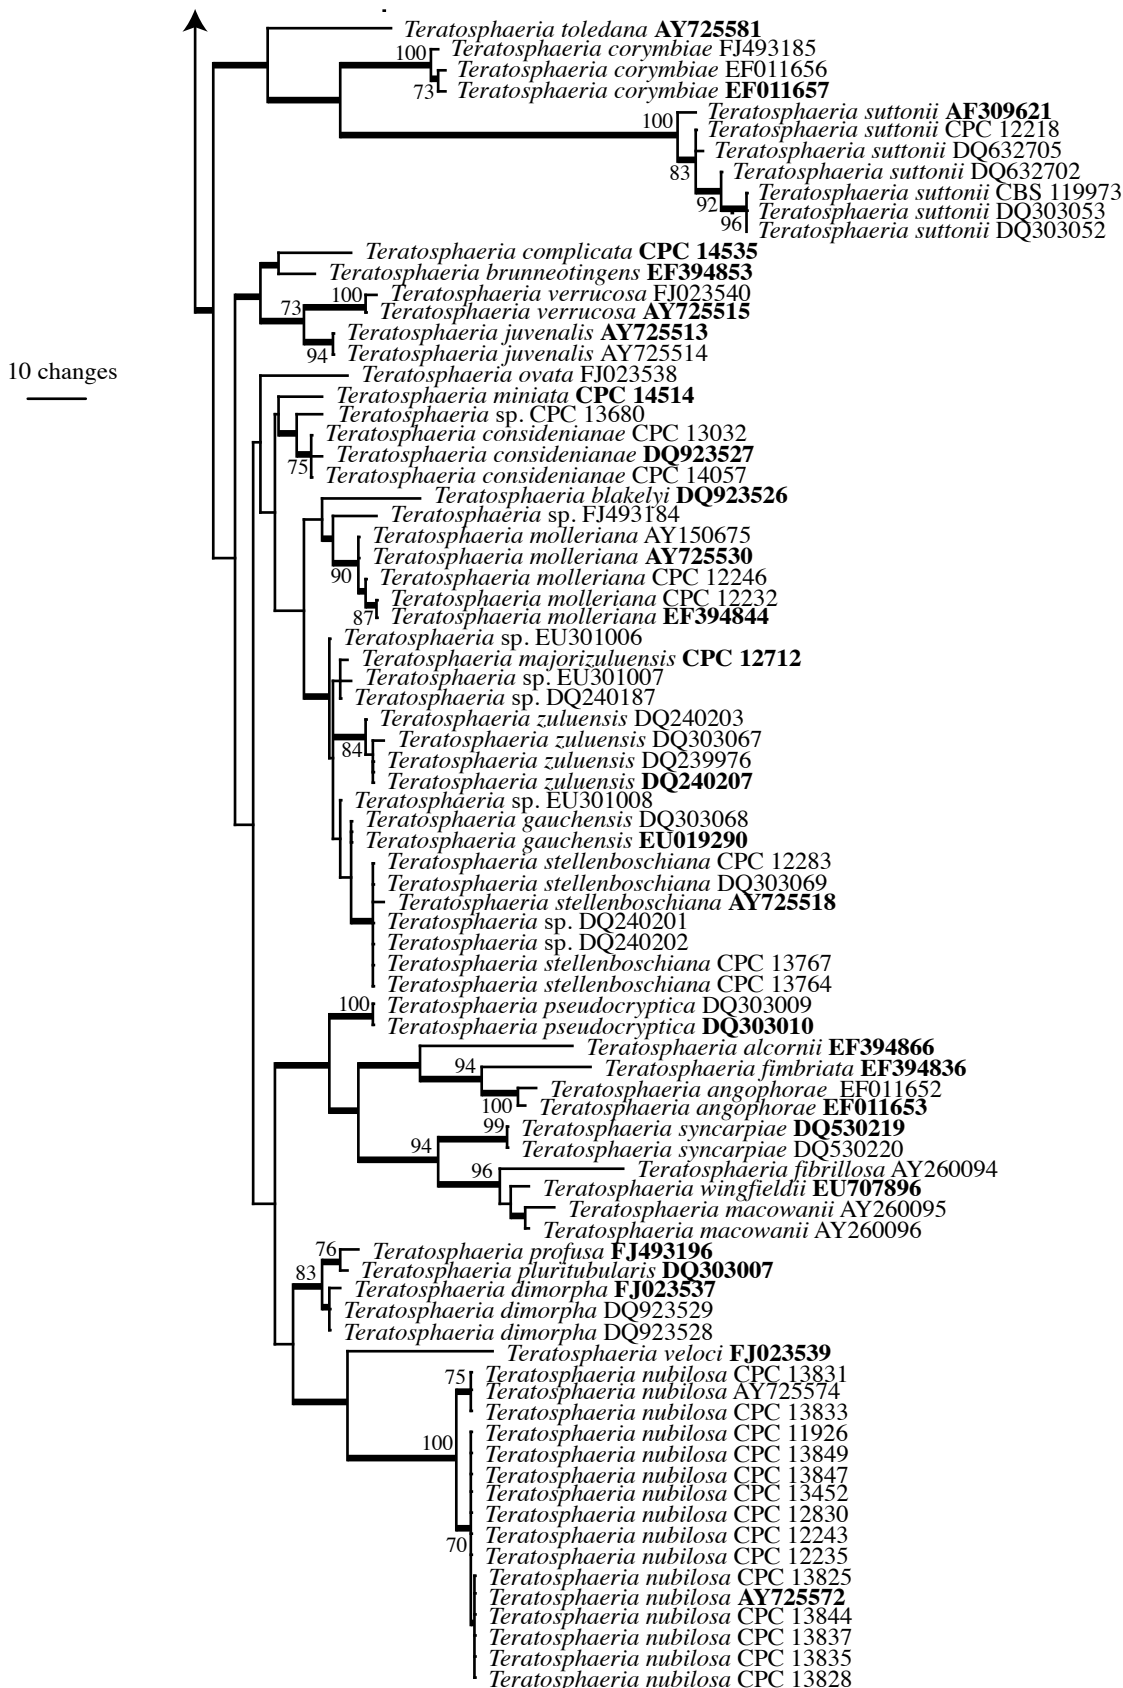 Teratosphaeria toledana AY725581
100
Teratosphaeria corymbiae FJ493185
Teratosphaeria corymbiae EF011656
73
Teratosphaeria corymbiae EF011657
100
Teratosphaeria suttonii AF309621
Teratosphaeria suttonii CPC 12218
Teratosphaeria suttonii DQ632705
83
Teratosphaeria suttonii DQ632702
Teratosphaeria suttonii CBS 119973
92
Teratosphaeria suttonii DQ303053
96
Teratosphaeria suttonii DQ303052
Teratosphaeria complicata CPC 14535
Teratosphaeria brunneotingens EF394853
100
Teratosphaeria verrucosa FJ023540
73
Teratosphaeria verrucosa AY725515
Teratosphaeria juvenalis AY725513
94
Teratosphaeria juvenalis AY725514
10 changes
Teratosphaeria ovata FJ023538
Teratosphaeria miniata CPC 14514
Teratosphaeria sp. CPC 13680
Teratosphaeria considenianae CPC 13032
Teratosphaeria considenianae DQ923527
75
Teratosphaeria considenianae CPC 14057
Teratosphaeria blakelyi DQ923526
Teratosphaeria sp. FJ493184
Teratosphaeria molleriana AY150675
Teratosphaeria molleriana AY725530
90
Teratosphaeria molleriana CPC 12246
Teratosphaeria molleriana CPC 12232
87
Teratosphaeria molleriana EF394844
Teratosphaeria sp. EU301006
Teratosphaeria majorizuluensis CPC 12712
Teratosphaeria sp. EU301007
Teratosphaeria sp. DQ240187
Teratosphaeria zuluensis DQ240203
Teratosphaeria zuluensis DQ303067
84
Teratosphaeria zuluensis DQ239976
Teratosphaeria zuluensis DQ240207
Teratosphaeria sp. EU301008
Teratosphaeria gauchensis DQ303068
Teratosphaeria gauchensis EU019290
Teratosphaeria stellenboschiana CPC 12283
Teratosphaeria stellenboschiana DQ303069
Teratosphaeria stellenboschiana AY725518
Teratosphaeria sp. DQ240201
Teratosphaeria sp. DQ240202
Teratosphaeria stellenboschiana CPC 13767
Teratosphaeria stellenboschiana CPC 13764
100
Teratosphaeria pseudocryptica DQ303009
Teratosphaeria pseudocryptica DQ303010
Teratosphaeria alcornii EF394866
94
Teratosphaeria fimbriata EF394836
Teratosphaeria angophorae EF011652
100
Teratosphaeria angophorae EF011653
99
Teratosphaeria syncarpiae DQ530219
94
Teratosphaeria syncarpiae DQ530220
96
Teratosphaeria fibrillosa AY260094
Teratosphaeria wingfieldii EU707896
Teratosphaeria macowanii AY260095
Teratosphaeria macowanii AY260096
76
Teratosphaeria profusa FJ493196
83
Teratosphaeria pluritubularis DQ303007
Teratosphaeria dimorpha FJ023537
Teratosphaeria dimorpha DQ923529
Teratosphaeria dimorpha DQ923528
Teratosphaeria veloci FJ023539
75
Teratosphaeria nubilosa CPC 13831
Teratosphaeria nubilosa AY725574
Teratosphaeria nubilosa CPC 13833
Teratosphaeria nubilosa CPC 11926
100
Teratosphaeria nubilosa CPC 13849
Teratosphaeria nubilosa CPC 13847
Teratosphaeria nubilosa CPC 13452
Teratosphaeria nubilosa CPC 12830
Teratosphaeria nubilosa CPC 12243
70
Teratosphaeria nubilosa CPC 12235
Teratosphaeria nubilosa CPC 13825
Teratosphaeria nubilosa AY725572
Teratosphaeria nubilosa CPC 13844
Teratosphaeria nubilosa CPC 13837
Teratosphaeria nubilosa CPC 13835
Teratosphaeria nubilosa CPC 13828